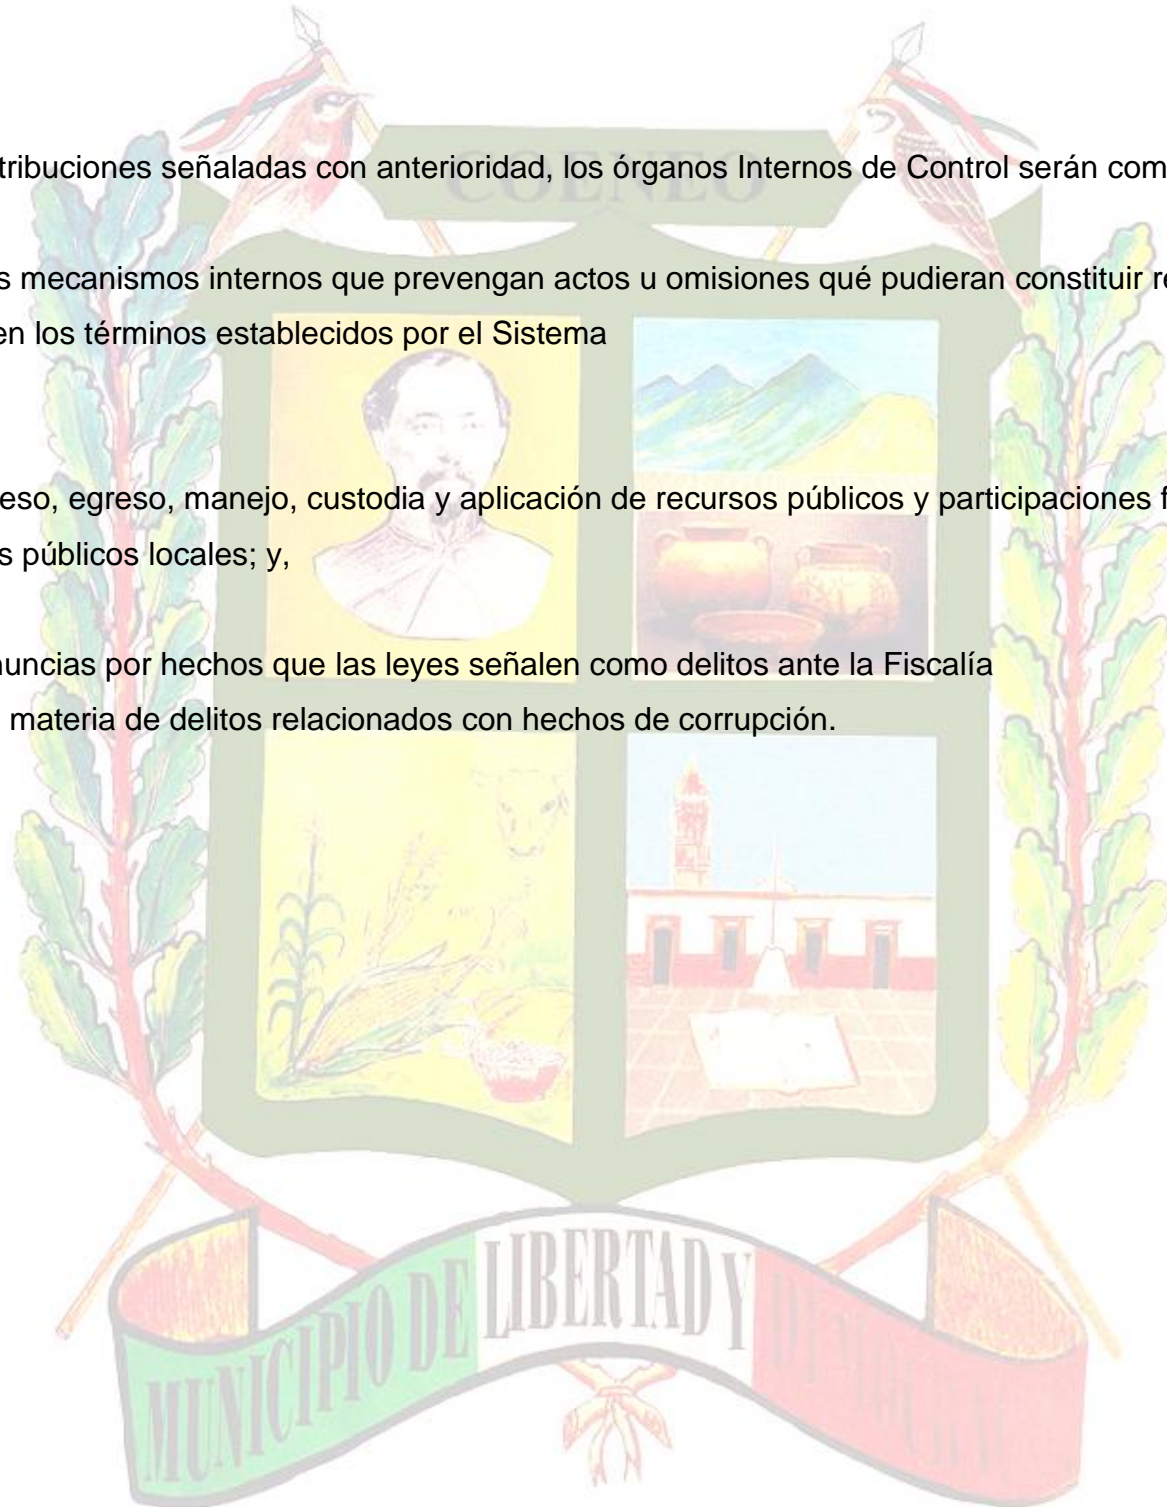 tribuciones señaladas con anterioridad, los órganos Internos de Control serán com
COENEO
s mecanismos internos que prevengan actos u omisiones qué pudieran constituir re
en los términos establecidos por el Sistema
eso, egreso, manejo, custodia y aplicación de recursos públicos y participaciones f
s públicos locales; y,
nuncias por hechos que las leyes señalen como delitos ante la Fiscalía
materia de delitos relacionados con hechos de corrupción.
MUNICIPIO DE LIBERTAD Y